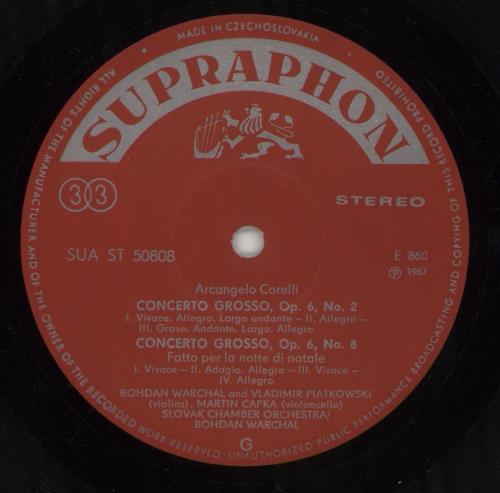 MADE IN CZECHOSLOVAKIA
SUPRAPHON
33
STEREO
SUA ST 50808
E 860
Ⓟ 1967
Arcangelo Corelli
CONCERTO GROSSO, Op. 6, No. 2
I. Vivace. Allegro. Largo andante – II. Allegro –
III. Grave. Andante. Largo. Allegro
CONCERTO GROSSO, Op. 6, No. 8
Fatto per la notte di natale
I. Vivace – II. Adagio. Allegro – III. Vivace –
IV. Allegro
BOHDAN WARCHAL and VLADIMIR PIATKOWSKI
(violins), MARTIN ČAPKA (violoncello)
SLOVAK CHAMBER ORCHESTRA/
BOHDAN WARCHAL
G
ALL RIGHTS OF THE MANUFACTURER AND OF THE OWNER OF THE RECORDED WORK RESERVED · UNAUTHORIZED PUBLIC PERFORMANCE BROADCASTING AND COPYING OF THIS RECORD PROHIBITED